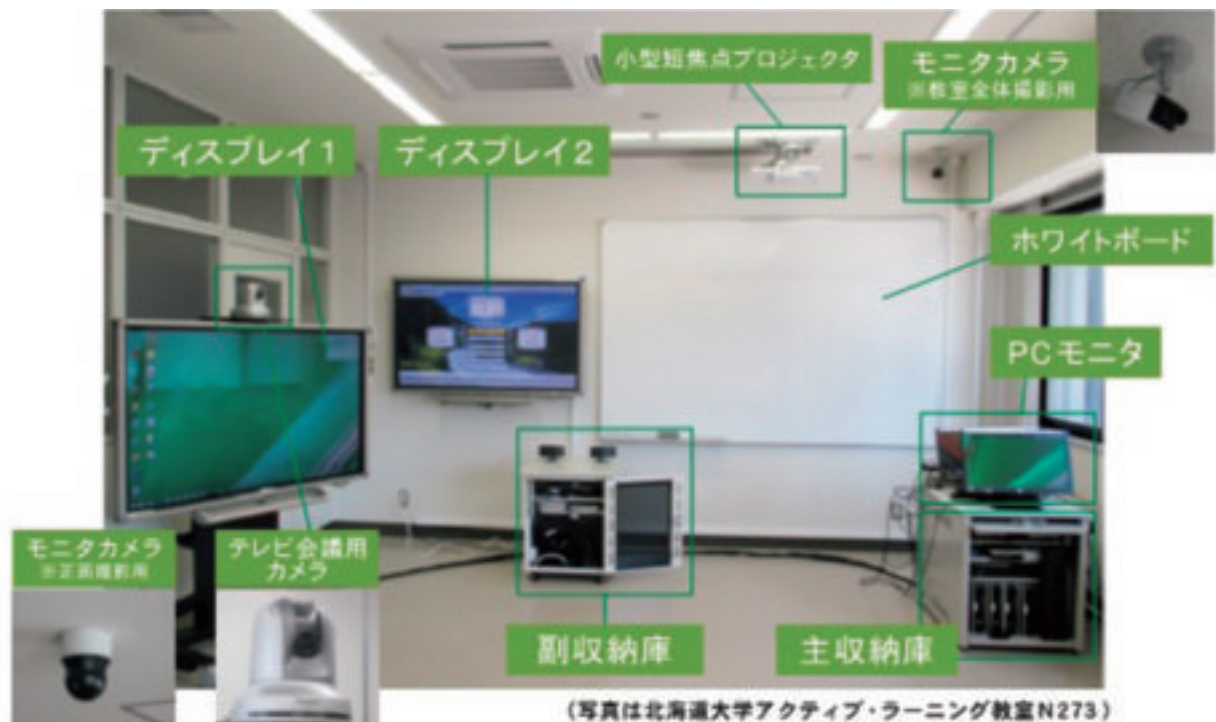 小型短焦点プロジェクタ
モニタカメラ
※教室全体撮影用
ディスプレイ1
ディスプレイ2
ホワイトボード
PCモニタ
モニタカメラ
※正面撮影用
テレビ会議用
カメラ
副収納庫
主収納庫
(写真は北海道大学アクティブ・ラーニング教室N273)